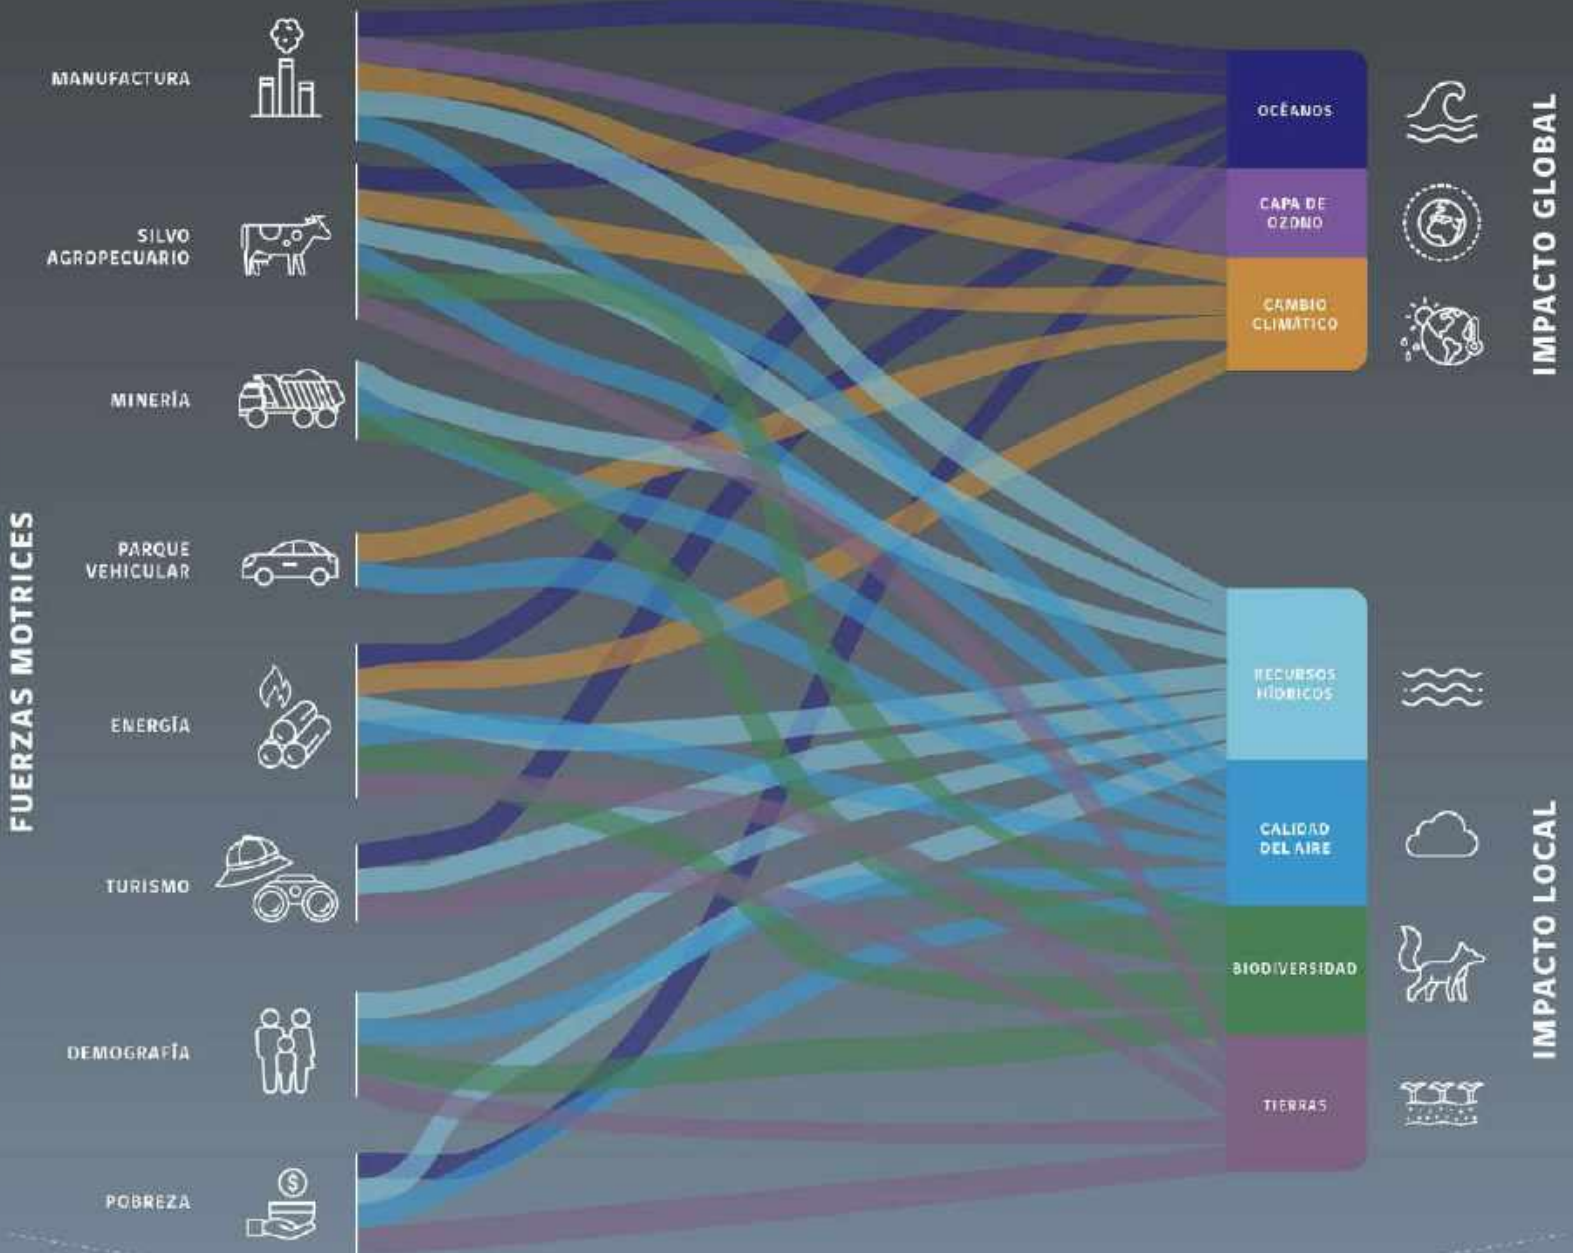 FUERZAS MOTRICES
MANUFACTURA
SILVO
AGROPECUARIO
MINERÍA
PARQUE
VEHICULAR
ENERGÍA
TURISMO
DEMOGRAFÍA
POBREZA
$
OCÉANOS
CAPA DE
OZONO
CAMBIO
CLIMÁTICO
IMPACTO GLOBAL
RECURSOS
HÍDRICOS
CALIDAD
DEL AIRE
BIODIVERSIDAD
TIERRAS
IMPACTO LOCAL